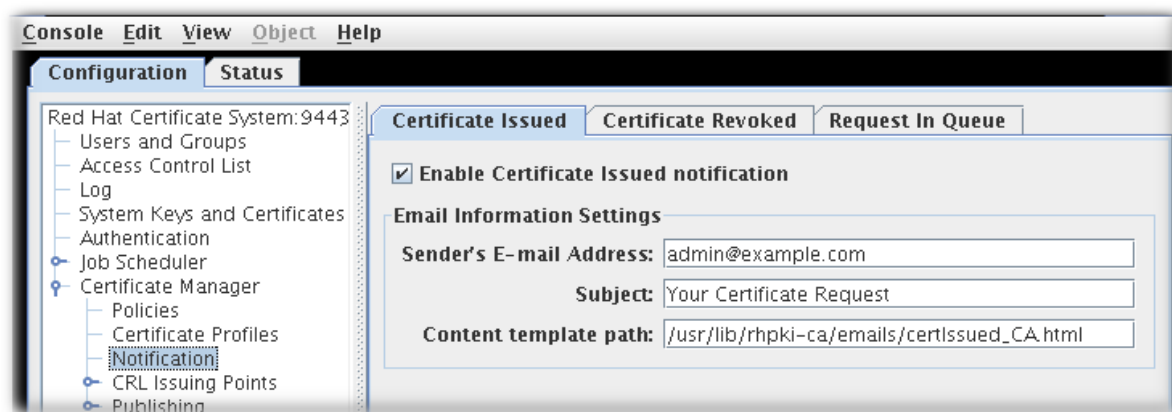 Console Edit View Object Help
Configuration Status
Red Hat Certificate System:9443
Users and Groups
Access Control List
Log
System Keys and Certificates
Authentication
Job Scheduler
Certificate Manager
Policies
Certificate Profiles
Notification
CRL Issuing Points
Publishing
Certificate Issued Certificate Revoked Request In Queue
Enable Certificate Issued notification
Email Information Settings
Sender's E-mail Address: admin@example.com
Subject: Your Certificate Request
Content template path: /usr/lib/rhpki-ca/emails/certIssued_CA.html